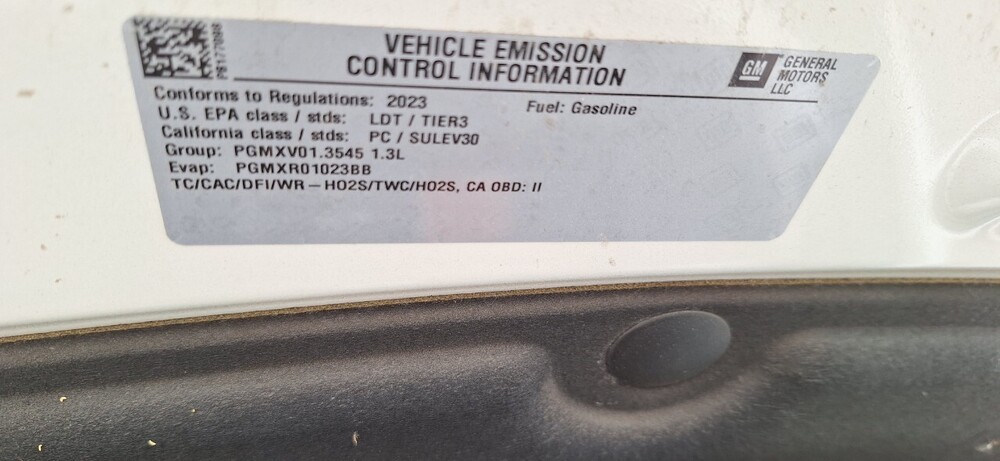 VEHICLE EMISSION
CONTROL INFORMATION
GM GENERAL
MOTORS
LLC
Conforms to Regulations: 2023
Fuel: Gasoline
U.S. EPA class / stds: LDT / TIER3
California class / stds: PC / SULEV30
Group: PGMXV01.3545 1.3L
Evap: PGMXR01023BB
TC/CAC/DFI/WR – HO2S/TWC/HO2S, CA OBD: II